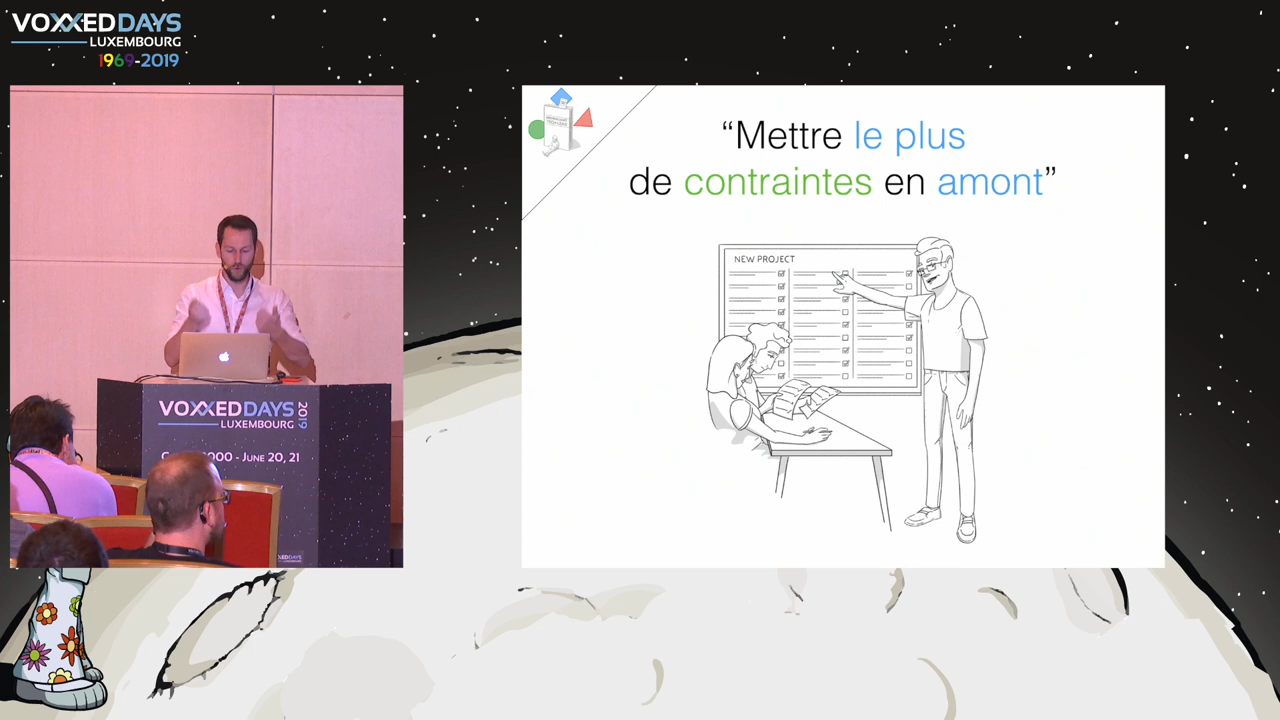 VOXXEDDAYS
LUXEMBOURG
1969-2019
“Mettre le plus
de contraintes en amont”
NEW PROJECT
VOXXEDDAYS
LUXEMBOURG
2019
000 - JUNE 20, 21